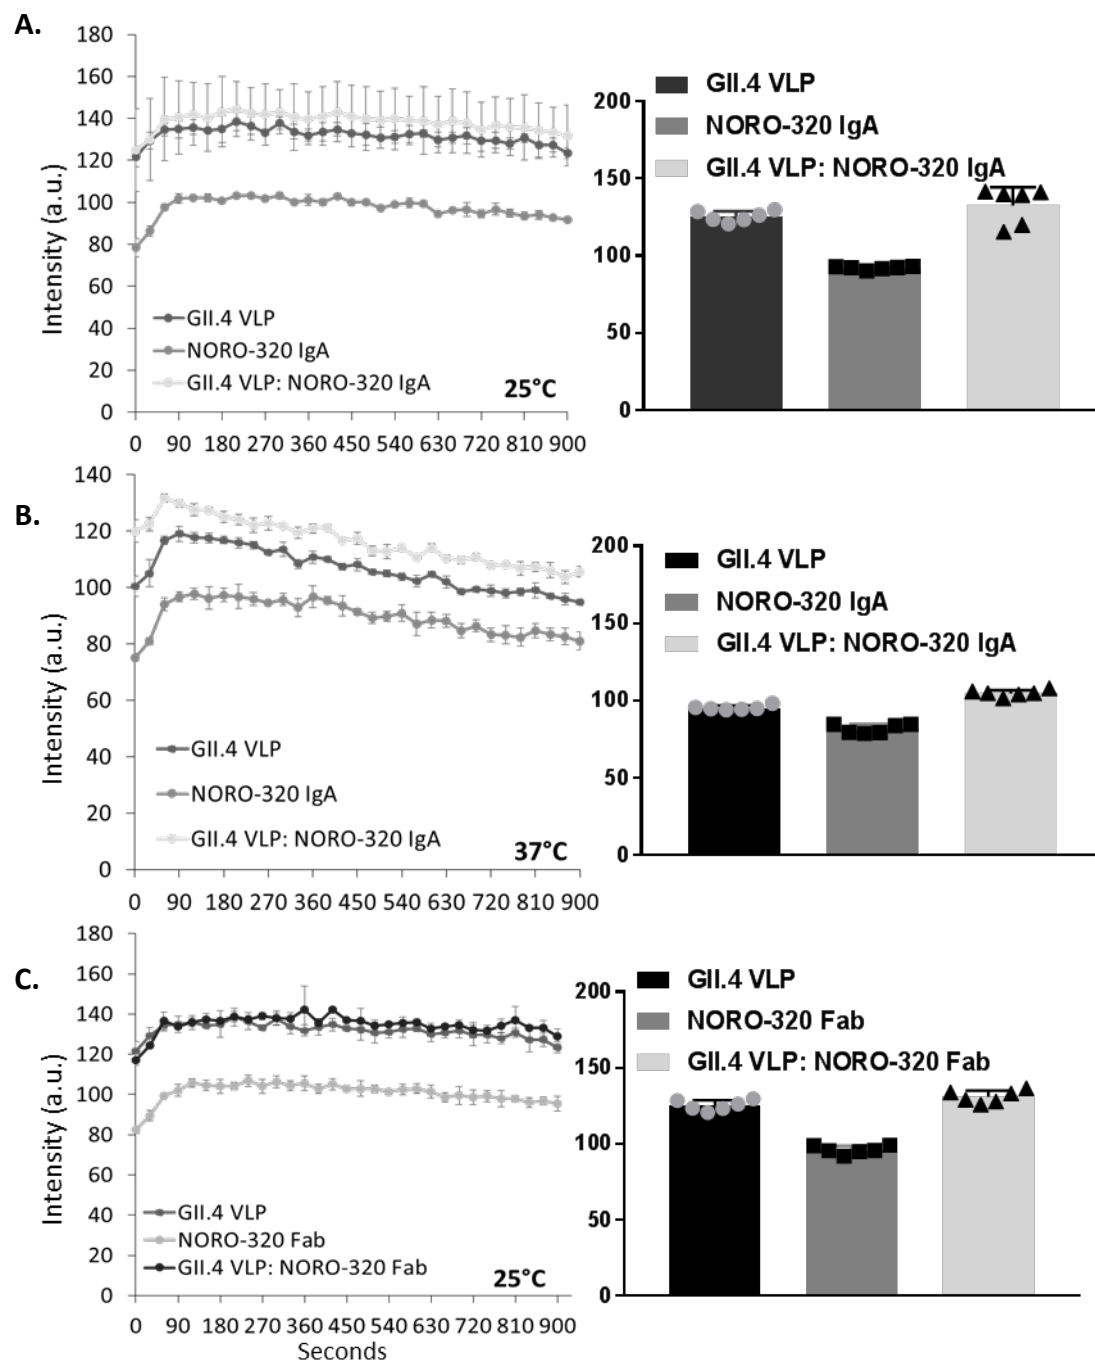 A.
Intensity (a.u.)
180
160
140
120
100
80
60
40
20
0
GII.4 VLP
NORO-320 IgA
GII.4 VLP: NORO-320 IgA
25°C
0 90 180 270 360 450 540 630 720 810 900
GII.4 VLP
NORO-320 IgA
GII.4 VLP: NORO-320 IgA
200
150
100
50
0
B.
Intensity (a.u.)
140
120
100
80
60
40
20
0
GII.4 VLP
NORO-320 IgA
GII.4 VLP: NORO-320 IgA
37°C
0 90 180 270 360 450 540 630 720 810 900
GII.4 VLP
NORO-320 IgA
GII.4 VLP: NORO-320 IgA
200
150
100
50
0
C.
Intensity (a.u.)
180
160
140
120
100
80
60
40
20
0
GII.4 VLP
NORO-320 Fab
GII.4 VLP: NORO-320 Fab
25°C
0 90 180 270 360 450 540 630 720 810 900
Seconds
GII.4 VLP
NORO-320 Fab
GII.4 VLP: NORO-320 Fab
200
150
100
50
0